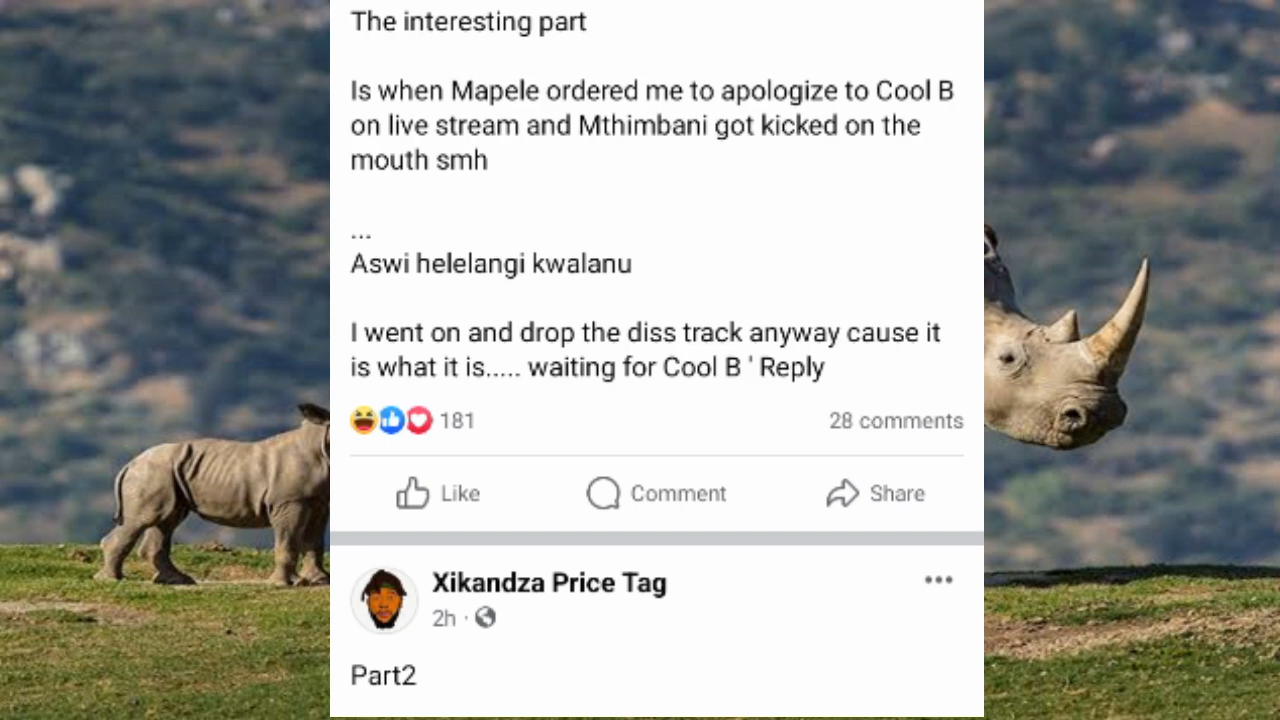 The interesting part
Is when Mapele ordered me to apologize to Cool B
on live stream and Mthimbani got kicked on the
mouth smh
...
Aswi helelangi kwalanu
I went on and drop the diss track anyway cause it
is what it is..... waiting for Cool B ' Reply
181
28 comments
Like
Comment
Share
Xikandza Price Tag
2h ·
Part2